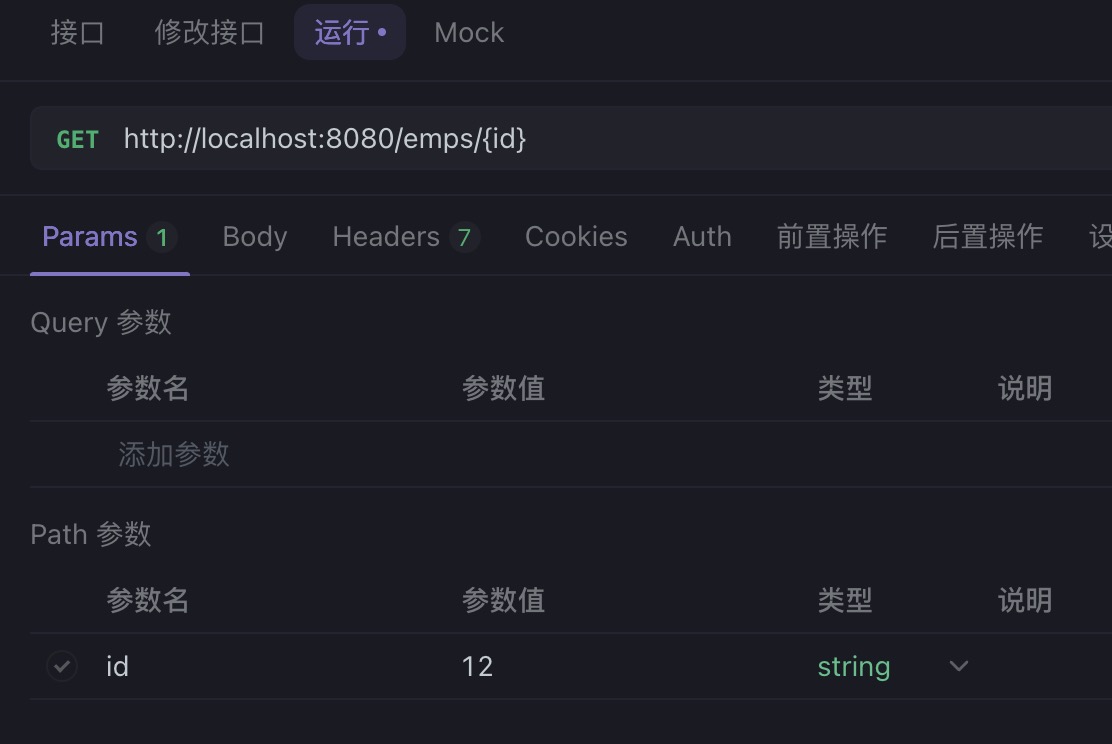 接口 修改接口 运行 • Mock
GET http://localhost:8080/emps/{id}
Params 1 Body Headers 7 Cookies Auth 前置操作 后置操作 设
Query 参数
参数名 参数值 类型 说明
添加参数
Path 参数
参数名 参数值 类型 说明
id 12 string